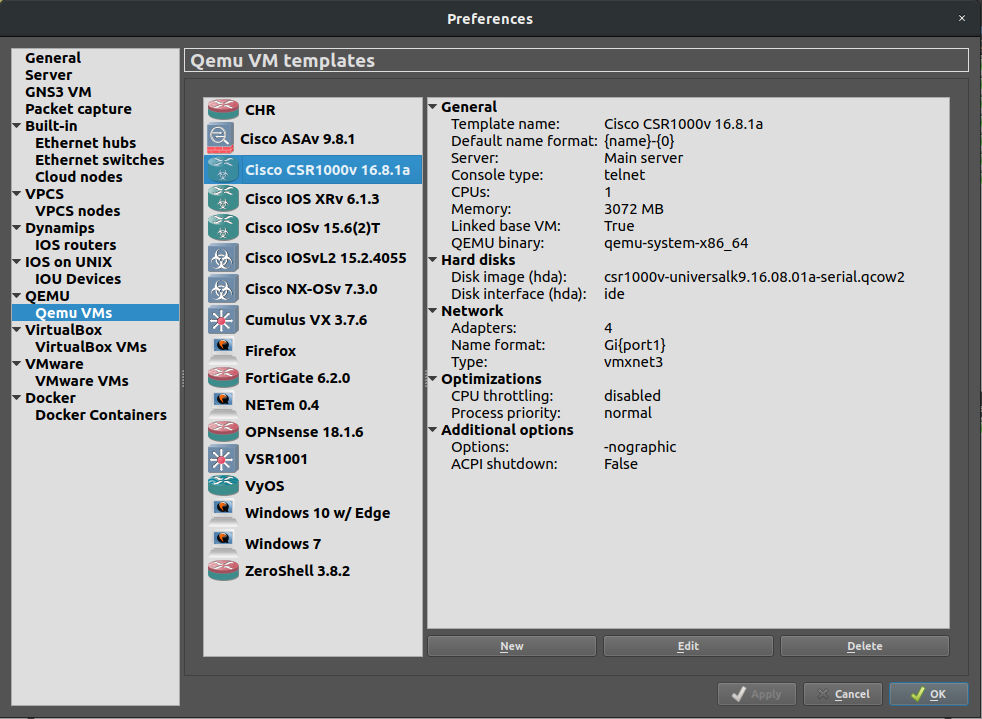 Preferences
General
Server
GNS3 VM
Packet capture
Built-in
Ethernet hubs
Ethernet switches
Cloud nodes
VPCS
VPCS nodes
Dynamips
IOS routers
IOS on UNIX
IOU Devices
QEMU
Qemu VMs
VirtualBox
VirtualBox VMs
VMware
VMware VMs
Docker
Docker Containers
Qemu VM templates
CHR
Cisco ASAv 9.8.1
Cisco CSR1000v 16.8.1a
Cisco IOS XRv 6.1.3
Cisco IOSv 15.6(2)T
Cisco IOSvL2 15.2.4055
Cisco NX-OSv 7.3.0
Cumulus VX 3.7.6
Firefox
FortiGate 6.2.0
NETem 0.4
OPNsense 18.1.6
VSR1001
VyOS
Windows 10 w/ Edge
Windows 7
ZeroShell 3.8.2
General
Template name: Cisco CSR1000v 16.8.1a
Default name format: {name}-{0}
Server: Main server
Console type: telnet
CPUs: 1
Memory: 3072 MB
Linked base VM: True
QEMU binary: qemu-system-x86_64
Hard disks
Disk image (hda): csr1000v-universalk9.16.08.01a-serial.qcow2
Disk interface (hda): ide
Network
Adapters: 4
Name format: Gi{port1}
Type: vmxnet3
Optimizations
CPU throttling: disabled
Process priority: normal
Additional options
Options: -nographic
ACPI shutdown: False
New Edit Delete
Apply Cancel OK